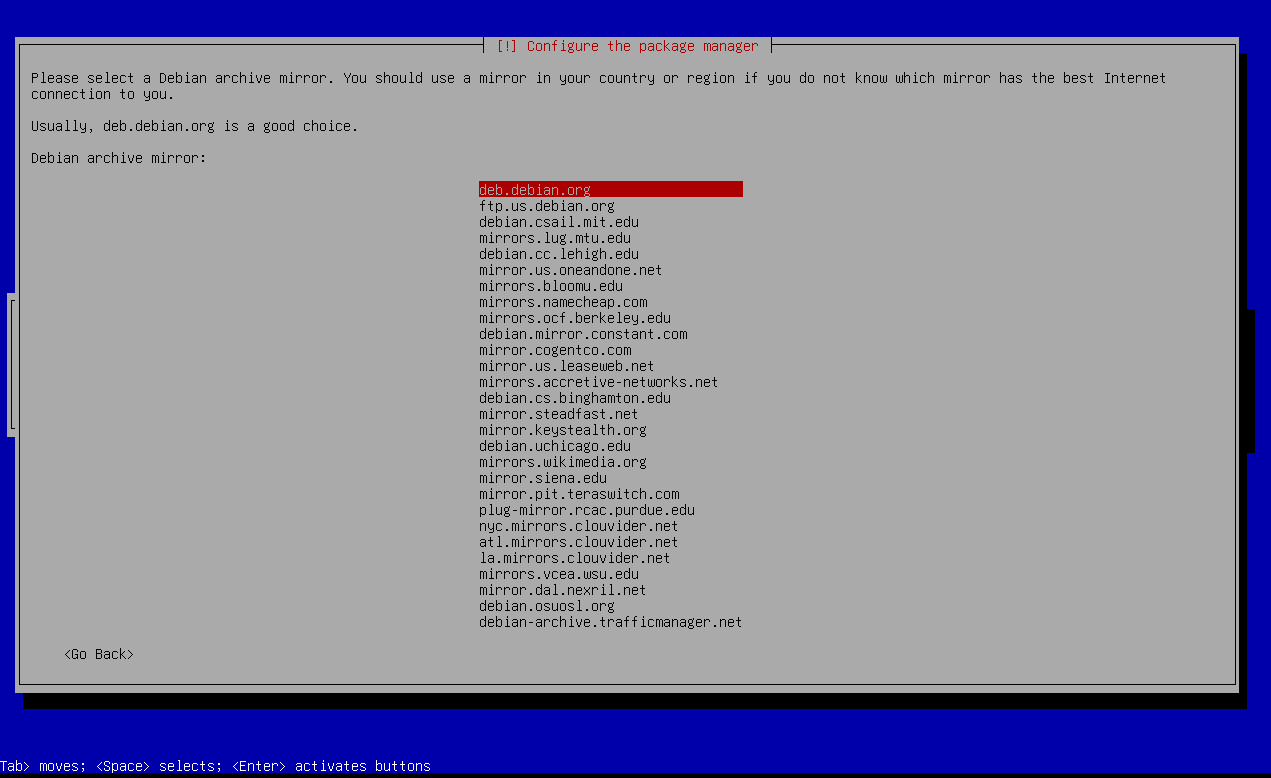 [!] Configure the package manager
Please select a Debian archive mirror. You should use a mirror in your country or region if you do not know which mirror has the best Internet
connection to you.
Usually, deb.debian.org is a good choice.
Debian archive mirror:
deb.debian.org
ftp.us.debian.org
debian.csail.mit.edu
mirrors.lug.mtu.edu
debian.cc.lehigh.edu
mirror.us.oneandone.net
mirrors.bloomu.edu
mirrors.namecheap.com
mirrors.ocf.berkeley.edu
debian.mirror.constant.com
mirror.cogentco.com
mirror.us.leaseweb.net
mirrors.accretive-networks.net
debian.cs.binghamton.edu
mirror.steadfast.net
mirror.keystealth.org
debian.uchicago.edu
mirrors.wikimedia.org
mirror.siena.edu
mirror.pit.teraswitch.com
plug-mirror.rcac.purdue.edu
nyc.mirrors.clouvider.net
atl.mirrors.clouvider.net
la.mirrors.clouvider.net
mirrors.vcea.wsu.edu
mirror.dal.nexril.net
debian.osuosl.org
debian-archive.trafficmanager.net
<Go Back>
Tab> moves; <Space> selects; <Enter> activates buttons